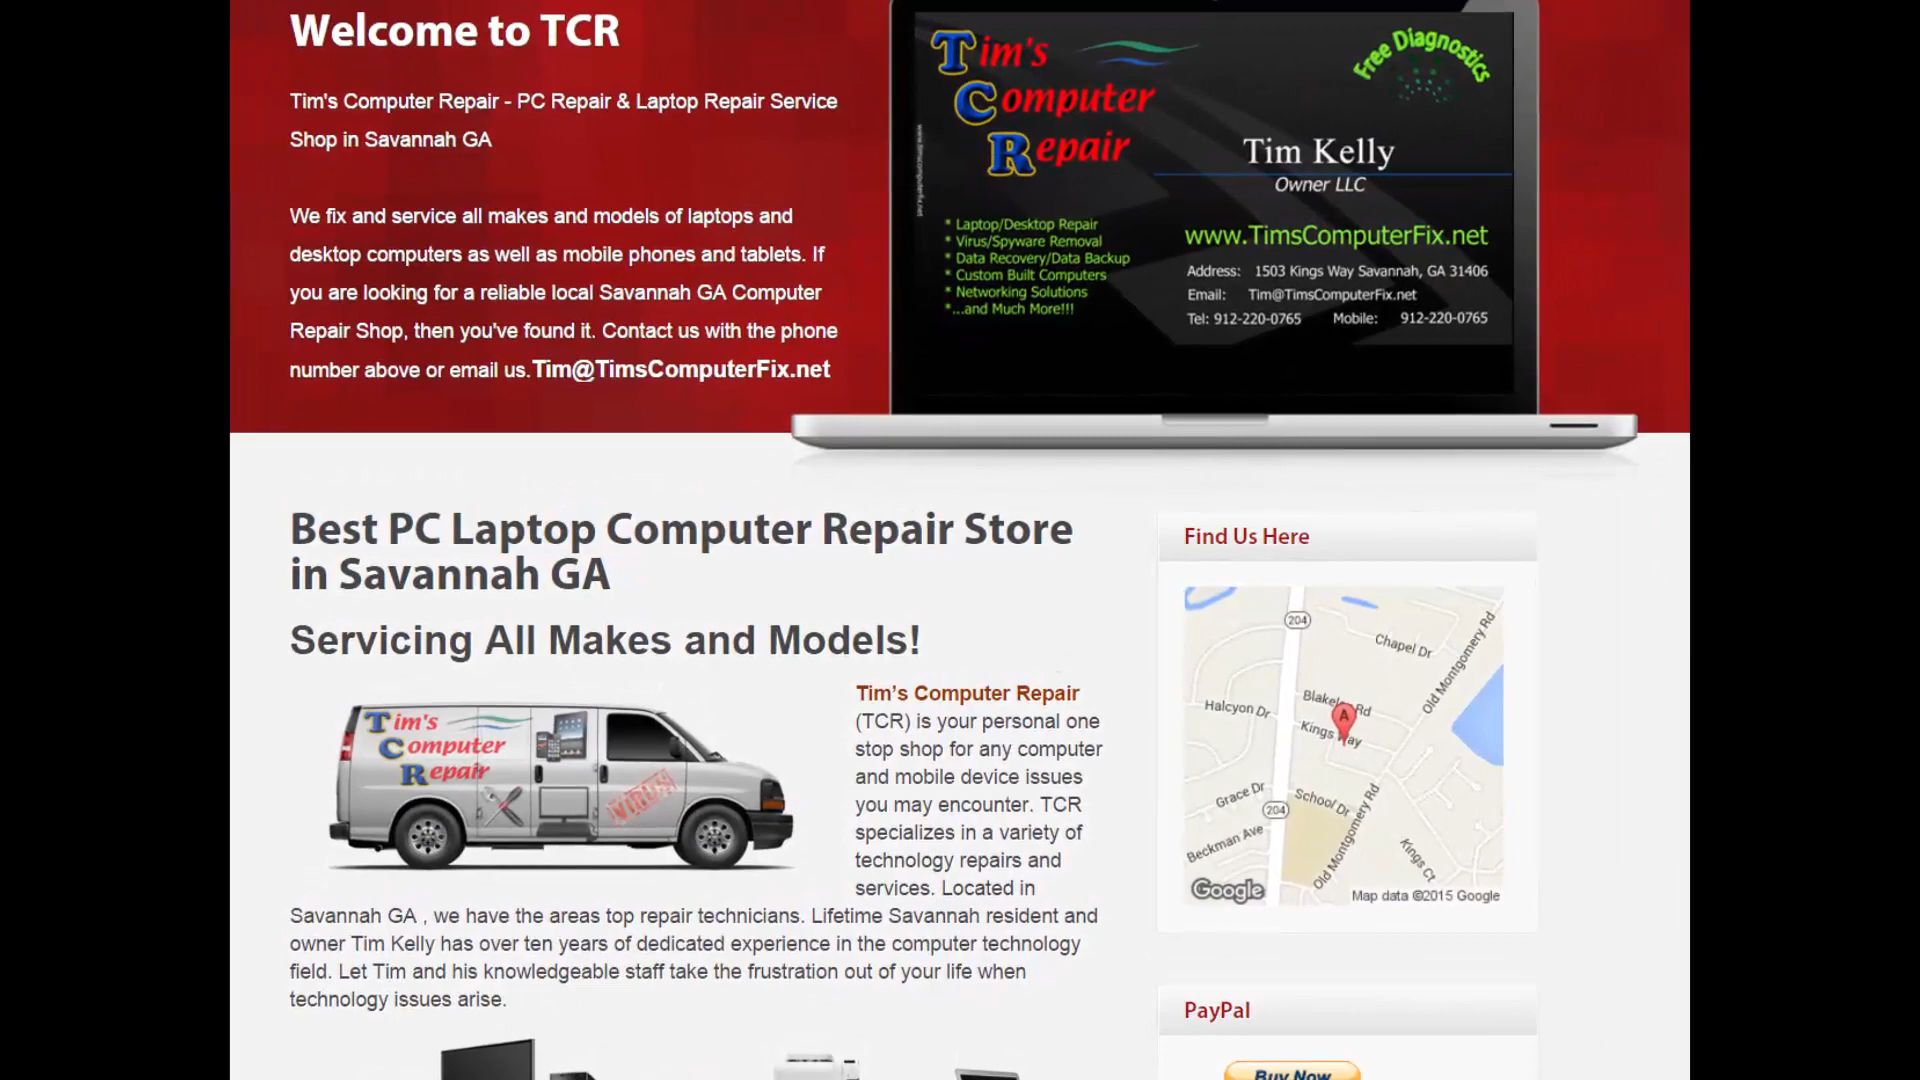 Welcome to TCR
Tim's Computer Repair - PC Repair & Laptop Repair Service
Shop in Savannah GA
We fix and service all makes and models of laptops and
desktop computers as well as mobile phones and tablets. If
you are looking for a reliable local Savannah GA Computer
Repair Shop, then you've found it. Contact us with the phone
number above or email us.Tim@TimsComputerFix.net
Tim's
Computer
Repair
Free Diagnostics
Tim Kelly
Owner LLC
* Laptop/Desktop Repair
* Virus/Spyware Removal
* Data Recovery/Data Backup
* Custom Built Computers
* Networking Solutions
*...and Much More!!!
www.TimsComputerFix.net
Address: 1503 Kings Way Savannah, GA 31406
Email: Tim@TimsComputerFix.net
Tel: 912-220-0765 Mobile: 912-220-0765
Best PC Laptop Computer Repair Store
in Savannah GA
Servicing All Makes and Models!
Tim's
Computer
Repair
VIRUS
Tim’s Computer Repair
(TCR) is your personal one
stop shop for any computer
and mobile device issues
you may encounter. TCR
specializes in a variety of
technology repairs and
services. Located in
Savannah GA , we have the areas top repair technicians. Lifetime Savannah resident and
owner Tim Kelly has over ten years of dedicated experience in the computer technology
field. Let Tim and his knowledgeable staff take the frustration out of your life when
technology issues arise.
Find Us Here
204
Chapel Dr
Old Montgomery Rd
Halcyon Dr
Rd
A
Kings Way
Grace Dr
204
School Dr
Beckman Ave
Old Montgomery Rd
Kings Ct
Google
Map data ©2015 Google
PayPal
Buy Now